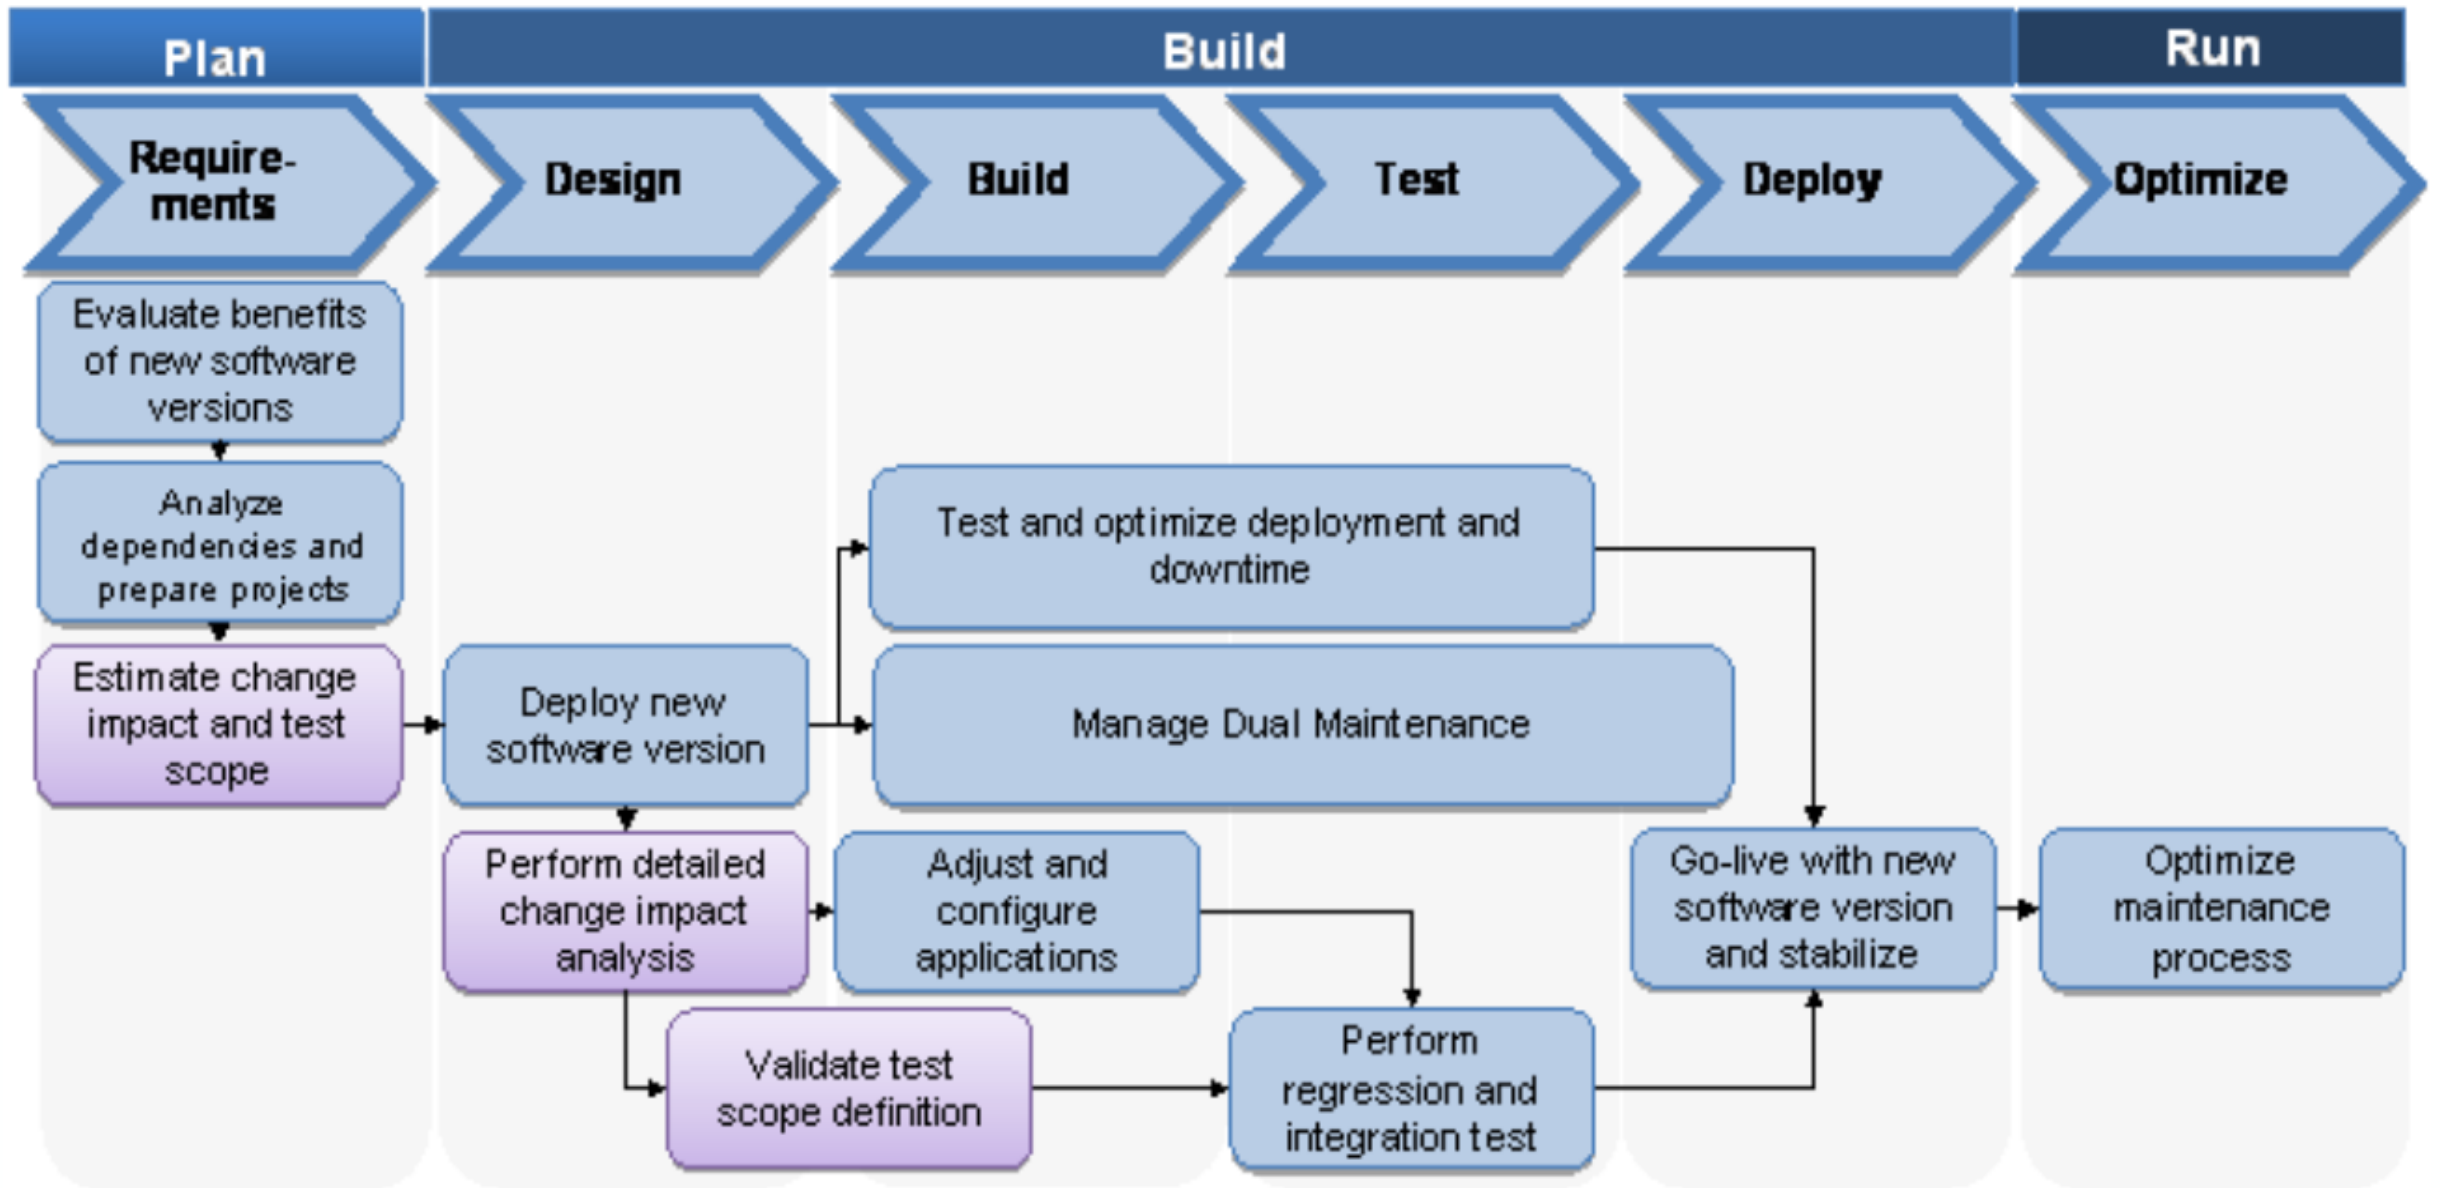 Plan
Build
Run
Require-
ments
Design
Build
Test
Deploy
Optimize
Evaluate benefits
of new software
versions
Analyze
dependencies and
prepare projects
Estimate change
impact and test
scope
Deploy new
software version
Perform detailed
change impact
analysis
Validate test
scope definition
Test and optimize deployment and
downtime
Manage Dual Maintenance
Adjust and
configure
applications
Perform
regression and
integration test
Go-live with new
software version
and stabilize
Optimize
maintenance
process